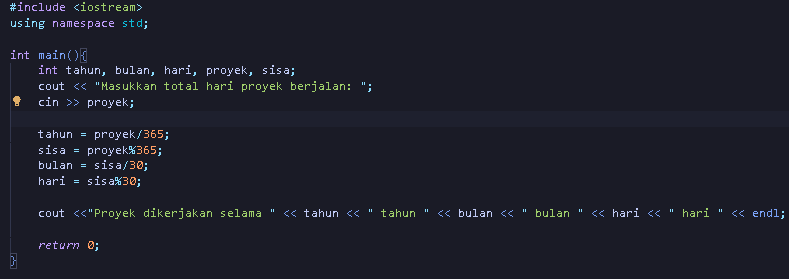 #include <iostream>
using namespace std;
int main(){
int tahun, bulan, hari, proyek, sisa;
cout << "Masukkan total hari proyek berjalan: ";
cin >> proyek;
tahun = proyek/365;
sisa = proyek%365;
bulan = sisa/30;
hari = sisa%30;
cout <<"Proyek dikerjakan selama " << tahun << " tahun " << bulan << " bulan " << hari << " hari " << endl;
return 0;
}